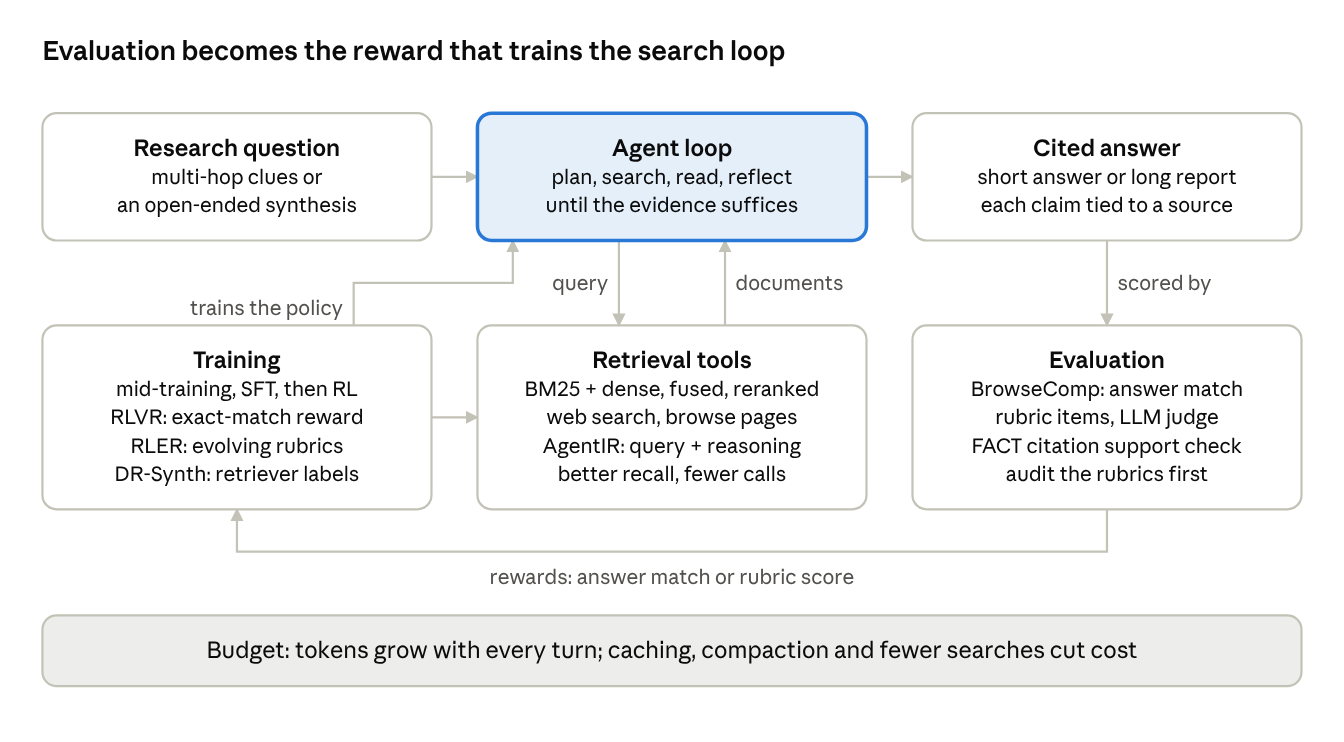 Evaluation becomes the reward that trains the search loop
Research question
multi-hop clues or
an open-ended synthesis
Agent loop
plan, search, read, reflect
until the evidence suffices
Cited answer
short answer or long report
each claim tied to a source
trains the policy
query
documents
scored by
Training
mid-training, SFT, then RL
RLVR: exact-match reward
RLER: evolving rubrics
DR-Synth: retriever labels
Retrieval tools
BM25 + dense, fused, reranked
web search, browse pages
AgentIR: query + reasoning
better recall, fewer calls
Evaluation
BrowseComp: answer match
rubric items, LLM judge
FACT citation support check
audit the rubrics first
rewards: answer match or rubric score
Budget: tokens grow with every turn; caching, compaction and fewer searches cut cost